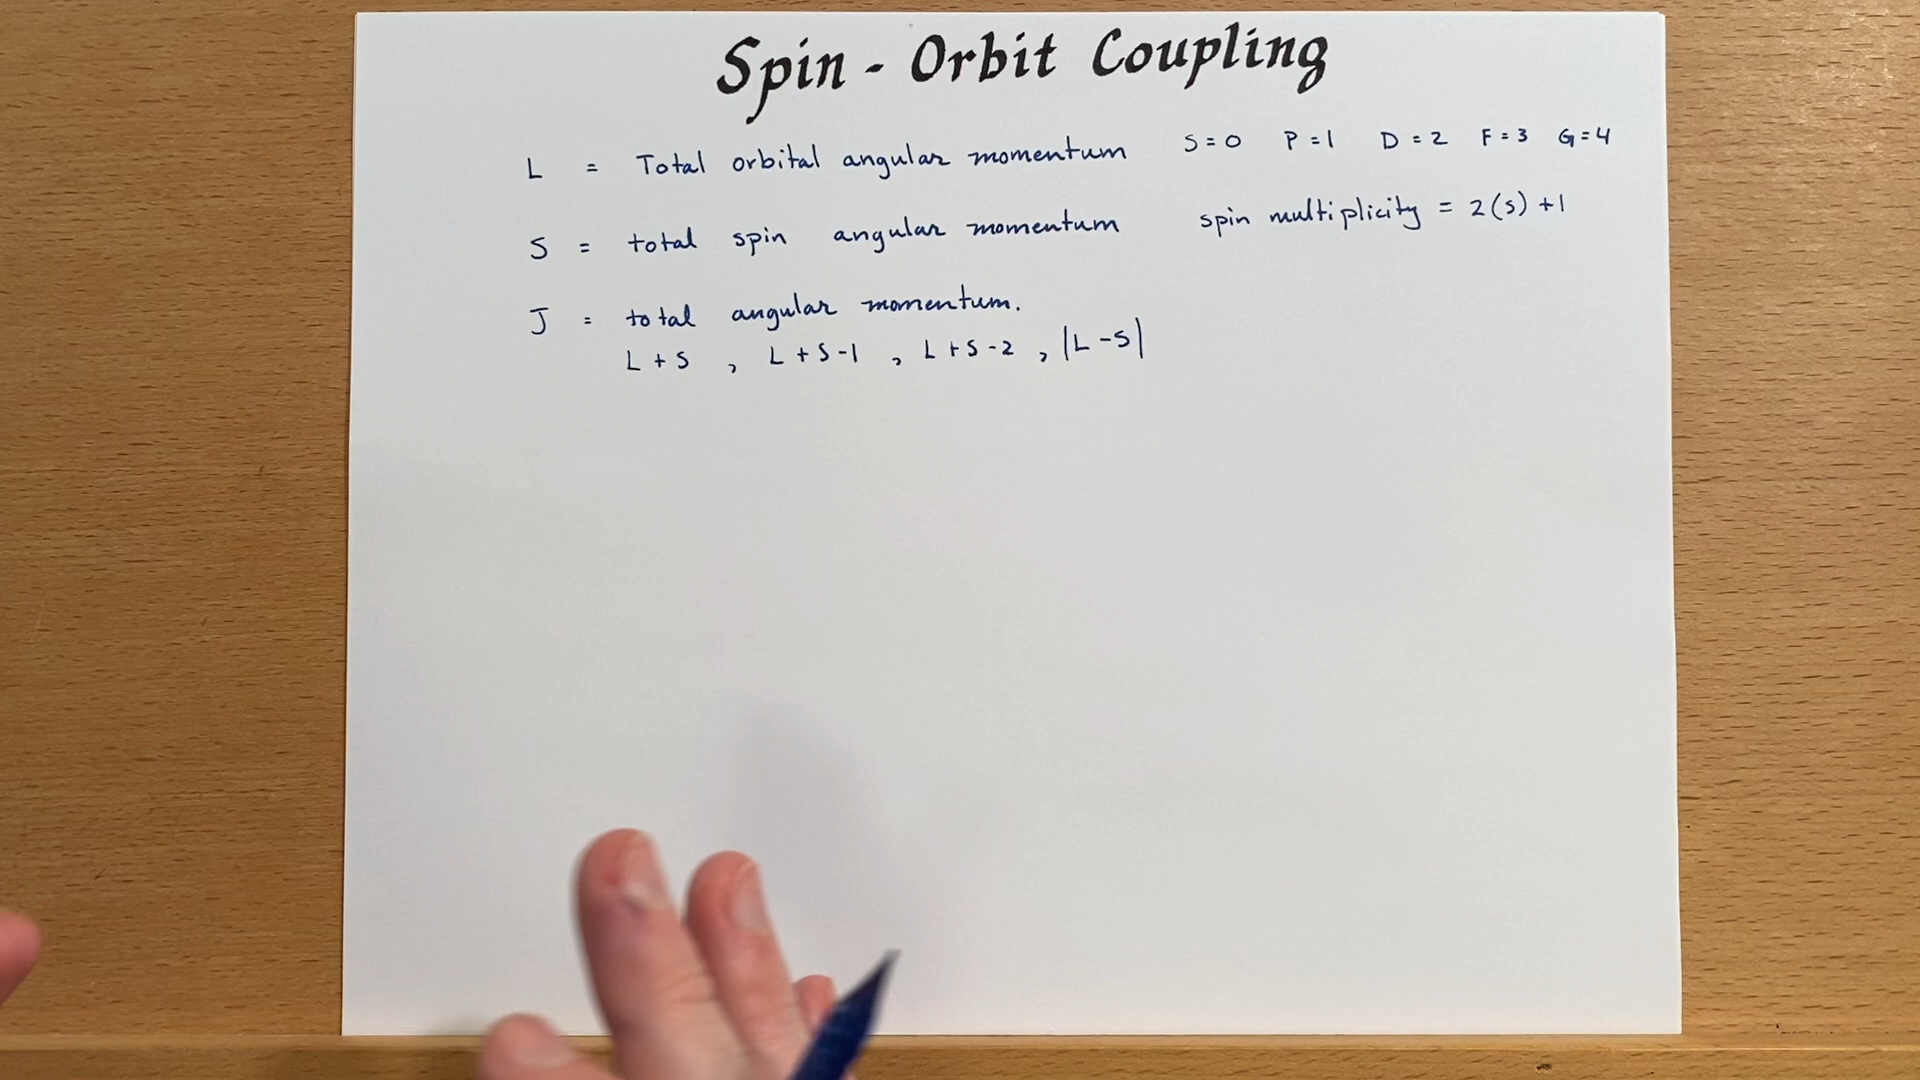 Spin - Orbit Coupling
L = Total orbital angular momentum S = 0 P = 1 D = 2 F = 3 G = 4
S = total spin angular momentum spin multiplicity = 2(s) + 1
J = total angular momentum.
L + S , L + S - 1 , L + S - 2 , |L - S|